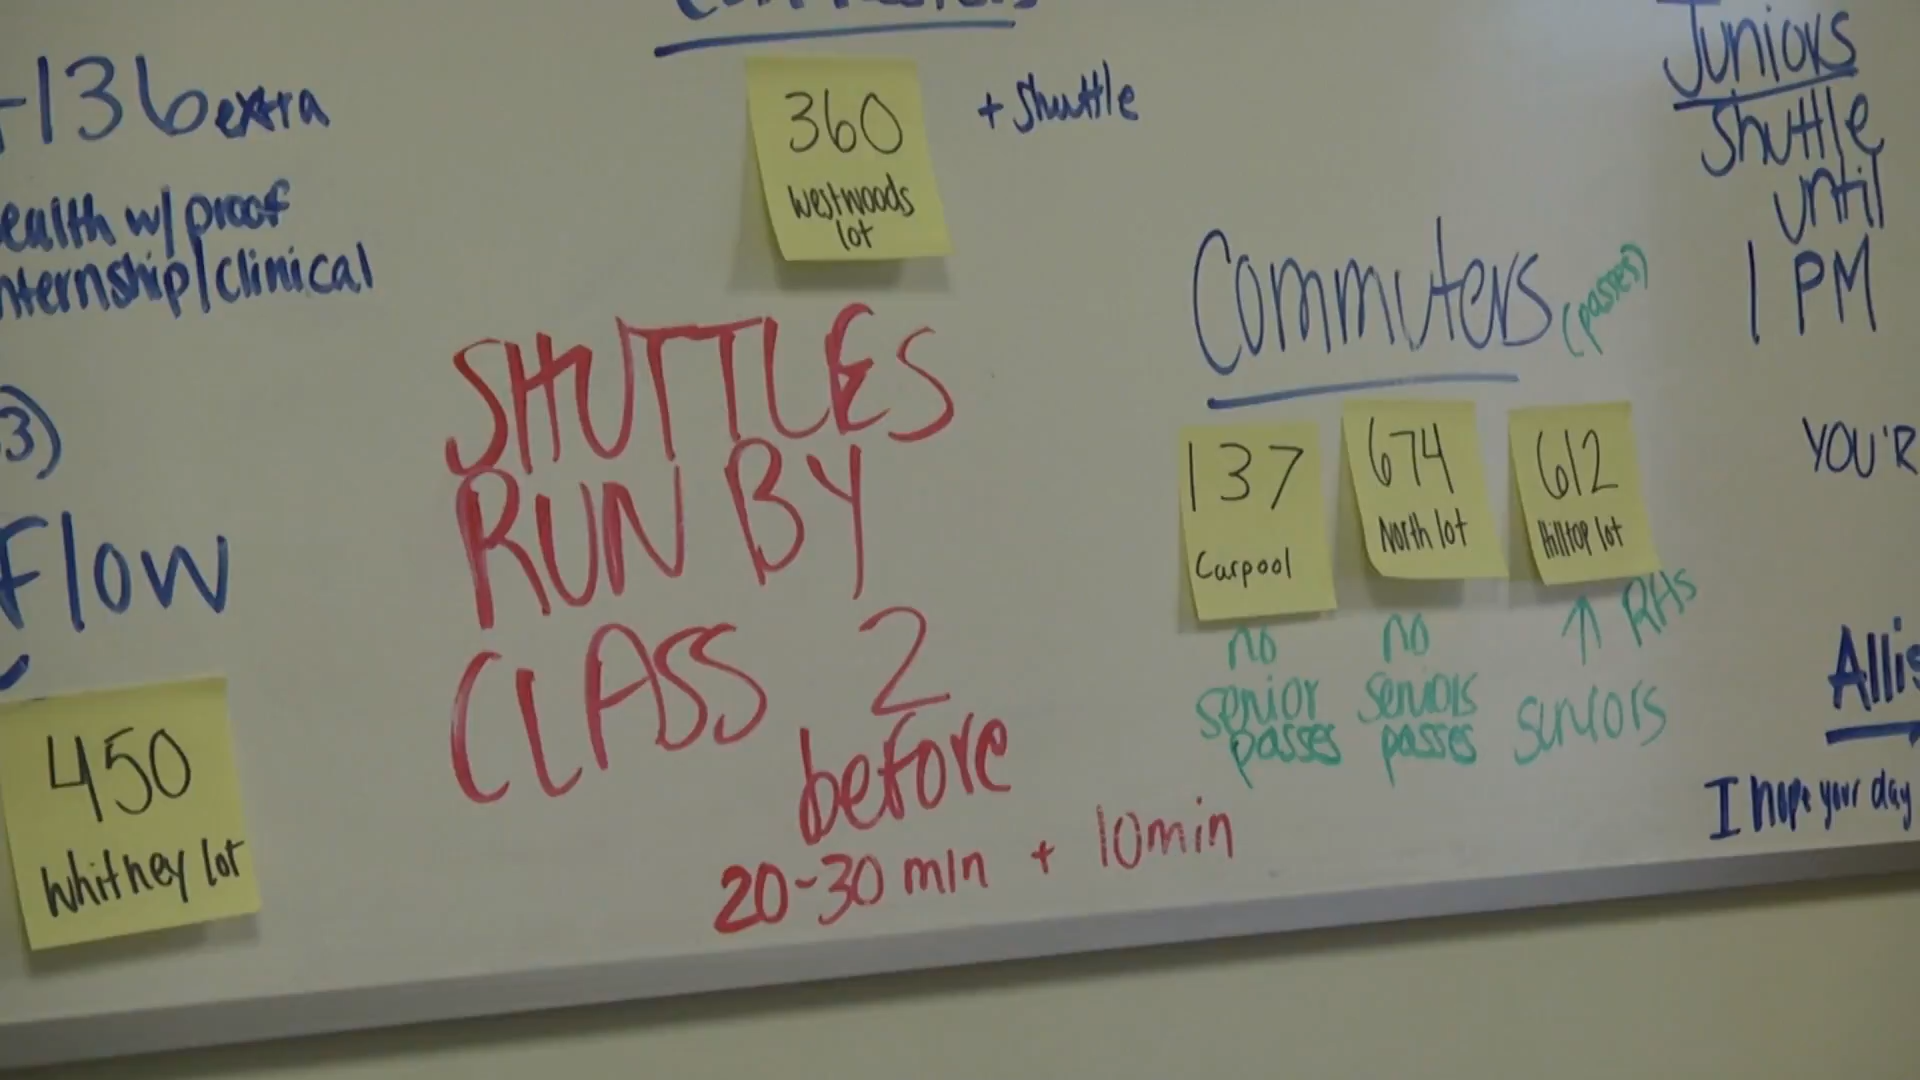 +136 extra
ealth w/ proof
nternship/clinical
3)
Flow
450
Whitney lot
360
Westwoods
lot
+ Shuttle
SHUTTLES
RUN BY
CLASS 2
before
20-30 min + 10min
Commuters (passes)
137
Carpool
no
senior
passes
674
North lot
no
seniors
passes
612
Hilltop lot
↑ RHs
seniors
Juniors
Shuttle
until
1 PM
YOU'R
Allis
I hope your day